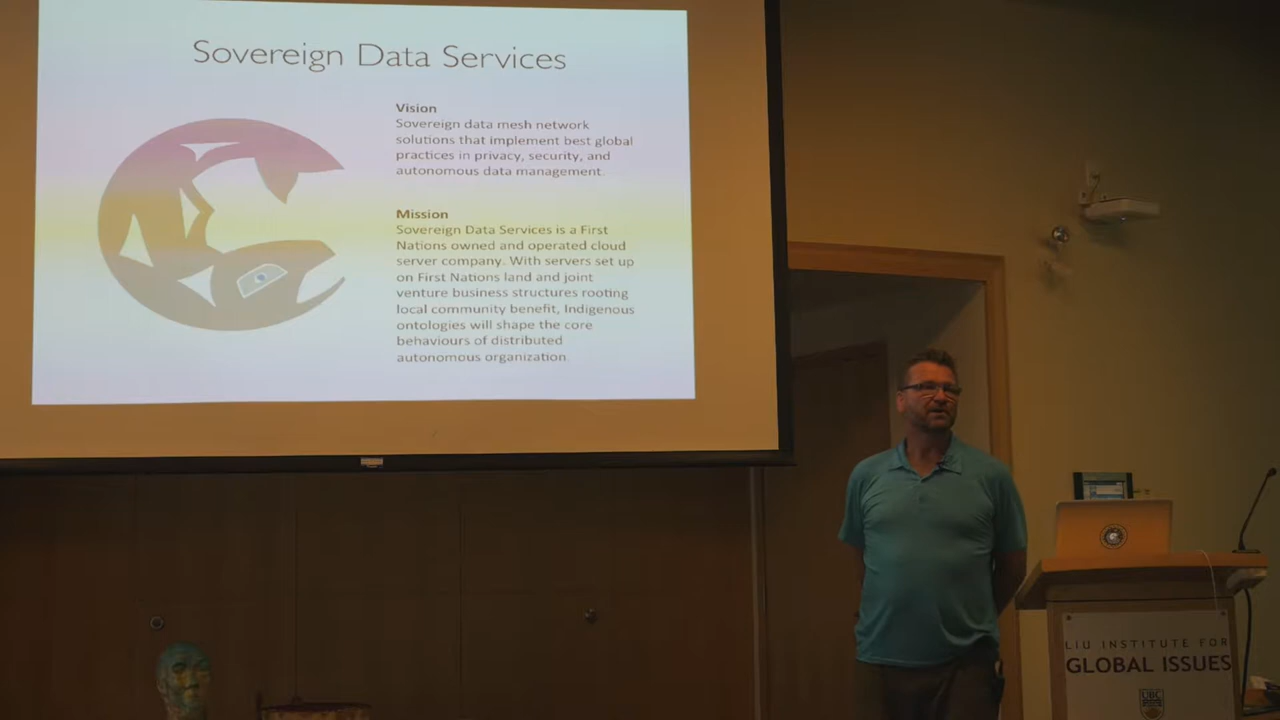 Sovereign Data Services
Vision
Sovereign data mesh network
solutions that implement best global
practices in privacy, security, and
autonomous data management.
Mission
Sovereign Data Services is a First
Nations owned and operated cloud
server company. With servers set up
on First Nations land and joint
venture business structures rooting
local community benefit, Indigenous
ontologies will shape the core
behaviours of distributed
autonomous organization
LIU INSTITUTE FOR
GLOBAL ISSUES
UBC